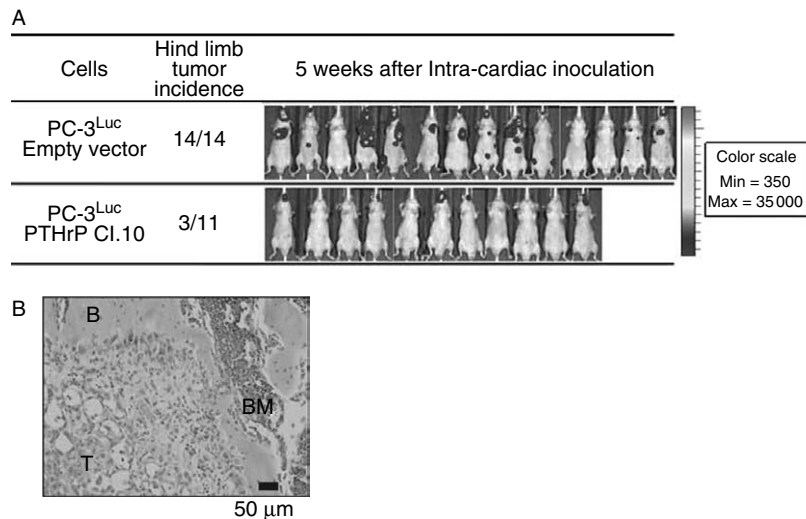 A
Cells
Hind limb
tumor
incidence
5 weeks after Intra-cardiac inoculation
PC-3Luc
Empty vector
14/14
PC-3Luc
PTHrP CI.10
3/11
Color scale
Min = 350
Max = 35 000
B
B
BM
T
50 µm